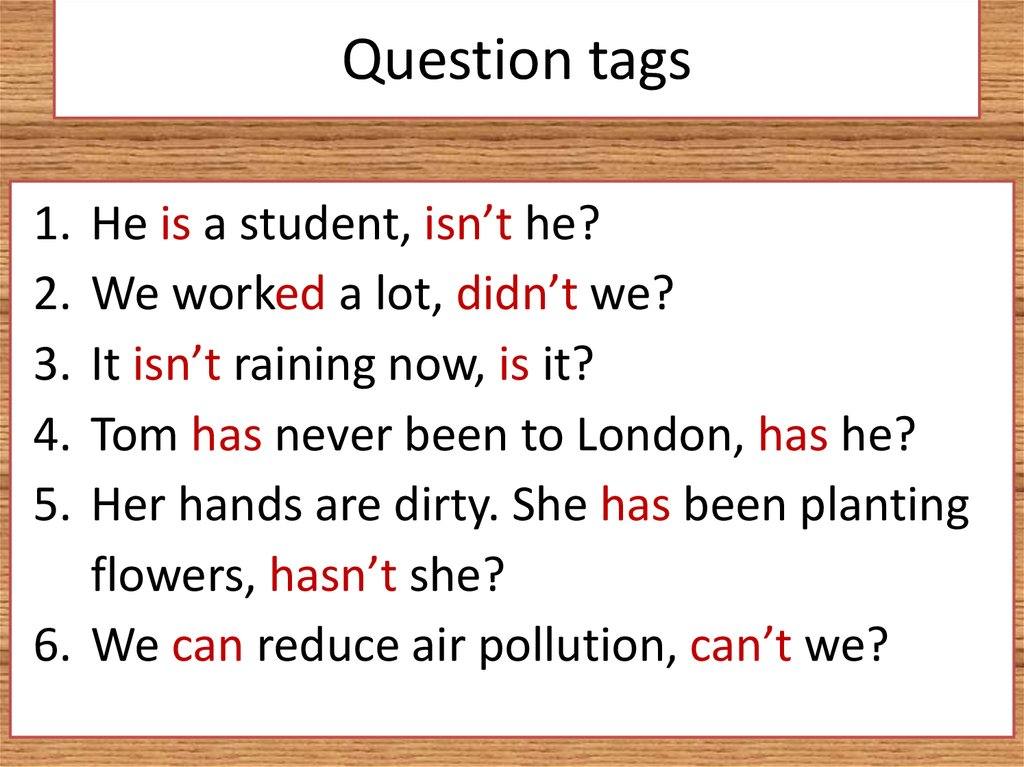 Question tags
1. He is a student, isn’t he?
2. We worked a lot, didn’t we?
3. It isn’t raining now, is it?
4. Tom has never been to London, has he?
5. Her hands are dirty. She has been planting
flowers, hasn’t she?
6. We can reduce air pollution, can’t we?